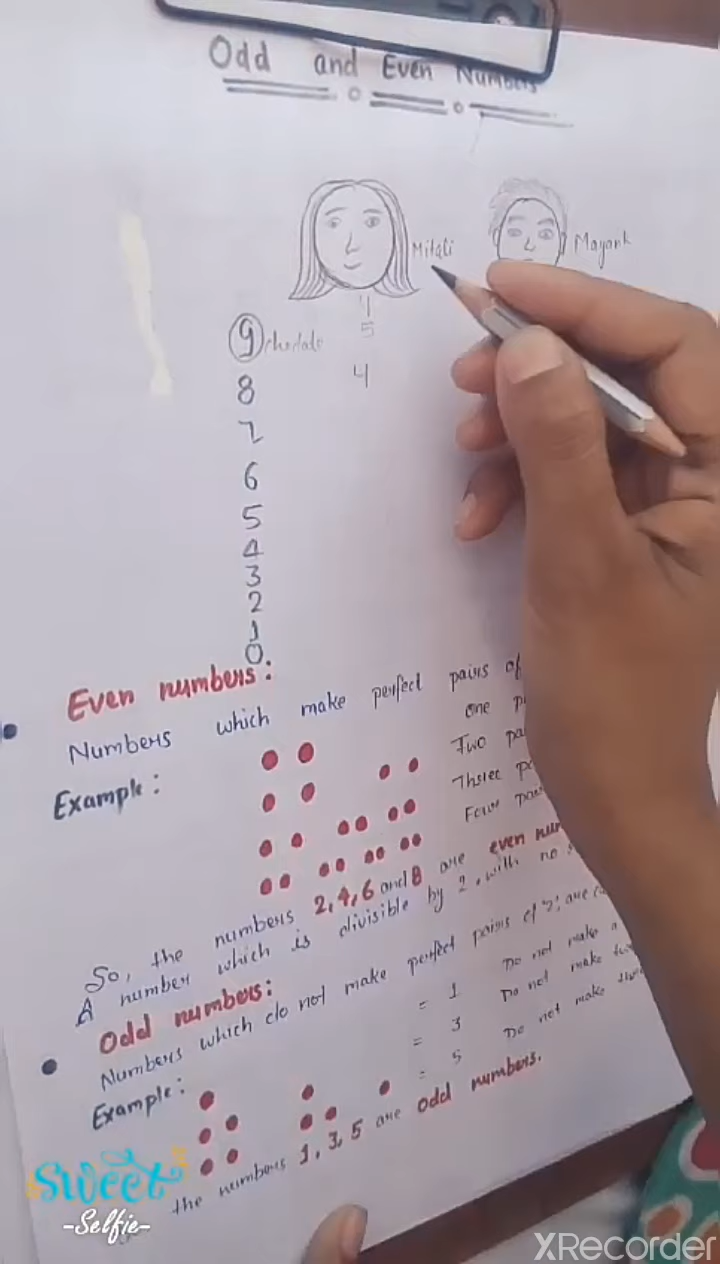 Odd and Even Numbers
Mitali
Mayank
4
5
9
8
4
7
6
5
4
3
2
1
0
Even numbers:
Numbers which make perfect pairs of
Example:
one
Two
Three
Four
So, the numbers 2, 4, 6 and 8 are even
A number which is divisible by 2, with no
Odd numbers:
Numbers which do not make perfect pairs of '2', are
Example:
= 1 Do not make a
= 3 Do not make
= 5 Do not make
the numbers 1, 3, 5 are odd numbers.
Sweet
-Selfie-
XRecorder